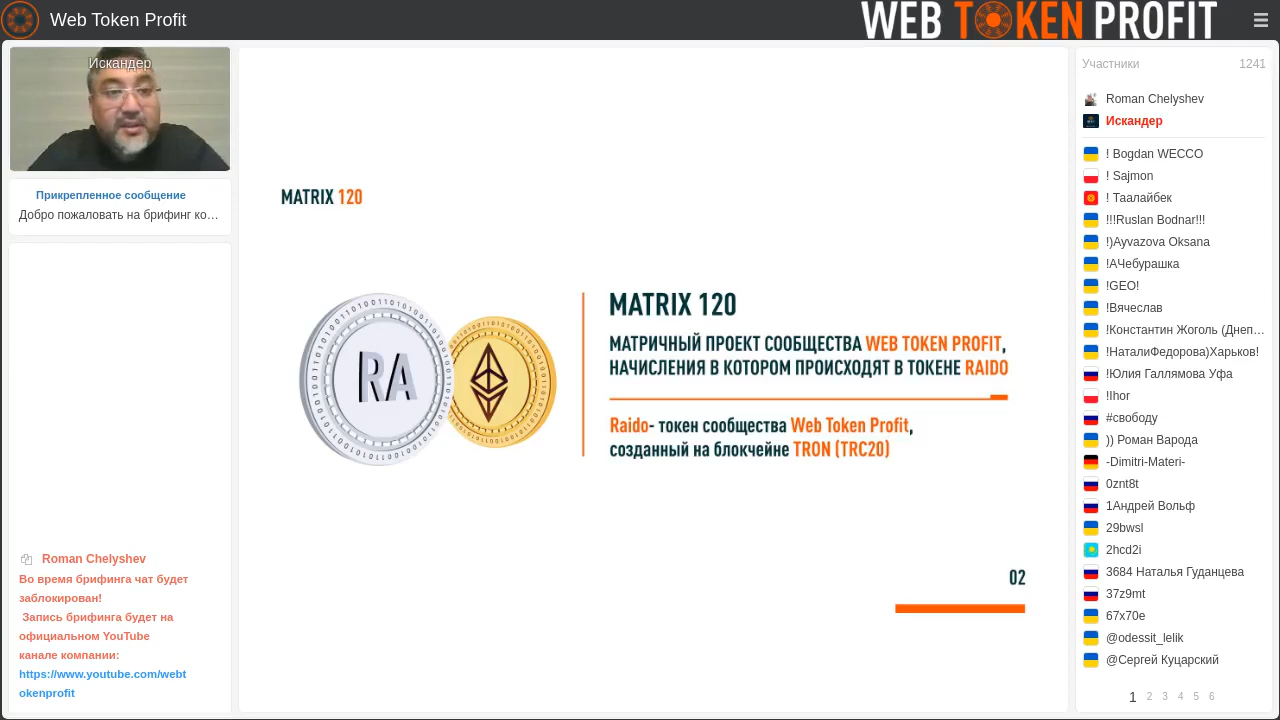 Web Token Profit
WEB TOKEN PROFIT
Искандер
Прикрепленное сообщение
Добро пожаловать на брифинг ко…
Roman Chelyshev
Во время брифинга чат будет
заблокирован!
Запись брифинга будет на
официальном YouTube
канале компании:
https://www.youtube.com/webt
okenprofit
MATRIX 120
RA
MATRIX 120
МАТРИЧНЫЙ ПРОЕКТ СООБЩЕСТВА WEB TOKEN PROFIT,
НАЧИСЛЕНИЯ В КОТОРОМ ПРОИСХОДЯТ В ТОКЕНЕ RAIDO
Raido- токен сообщества Web Token Profit,
созданный на блокчейне TRON (TRC20)
02
Участники 1241
Roman Chelyshev
Искандер
! Bogdan WECCO
! Sajmon
! Таалайбек
!!!Ruslan Bodnar!!!
!)Ayvazova Oksana
!АЧебурашка
!GEO!
!Вячеслав
!Константин Жоголь (Днеп…
!НаталиФедорова)Харьков!
!Юлия Галлямова Уфа
!Ihor
#свободу
)) Роман Варода
-Dimitri-Materi-
0znt8t
1Андрей Вольф
29bwsl
2hcd2i
3684 Наталья Гуданцева
37z9mt
67x70e
@odessit_lelik
@Сергей Куцарский
1 2 3 4 5 6